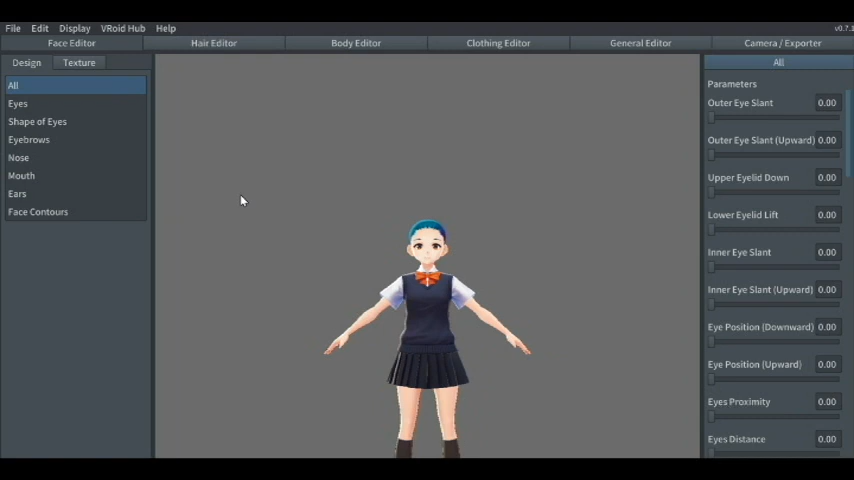 File Edit Display VRoid Hub Help v0.7.
Face Editor Hair Editor Body Editor Clothing Editor General Editor Camera / Exporter
Design Texture
All
Eyes
Shape of Eyes
Eyebrows
Nose
Mouth
Ears
Face Contours
All
Parameters
Outer Eye Slant 0.00
Outer Eye Slant (Upward) 0.00
Upper Eyelid Down 0.00
Lower Eyelid Lift 0.00
Inner Eye Slant 0.00
Inner Eye Slant (Upward) 0.00
Eye Position (Downward) 0.00
Eye Position (Upward) 0.00
Eyes Proximity 0.00
Eyes Distance 0.00